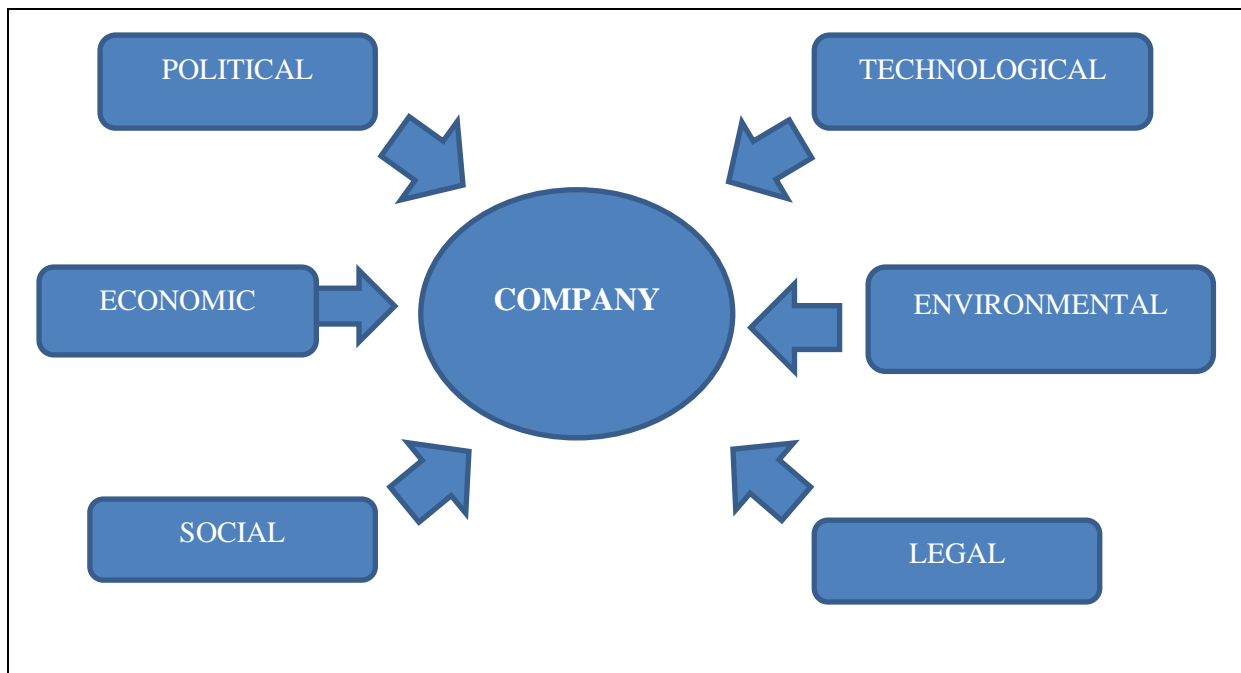 POLITICAL
TECHNOLOGICAL
ECONOMIC
COMPANY
ENVIRONMENTAL
SOCIAL
LEGAL